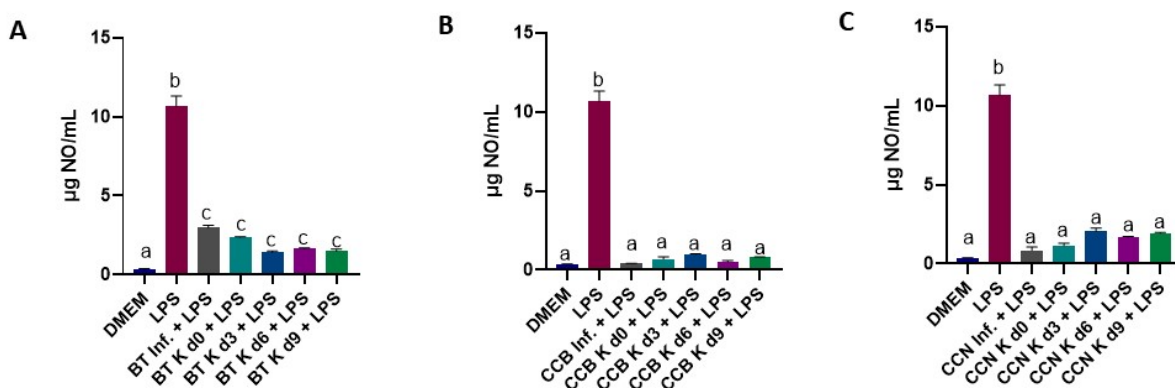 A
15
10
5
0
µg NO/mL
a
b
c
c
c
c
c
DMEM
LPS
BT Inf. + LPS
BT K d0 + LPS
BT K d3 + LPS
BT K d6 + LPS
BT K d9 + LPS
B
15
10
5
0
µg NO/mL
a
b
a
a
a
a
a
DMEM
LPS
CCB Inf. + LPS
CCB K d0 + LPS
CCB K d3 + LPS
CCB K d6 + LPS
CCB K d9 + LPS
C
15
10
5
0
µg NO/mL
a
b
a
a
a
a
a
DMEM
LPS
CCN Inf. + LPS
CCN K d0 + LPS
CCN K d3 + LPS
CCN K d6 + LPS
CCN K d9 + LPS